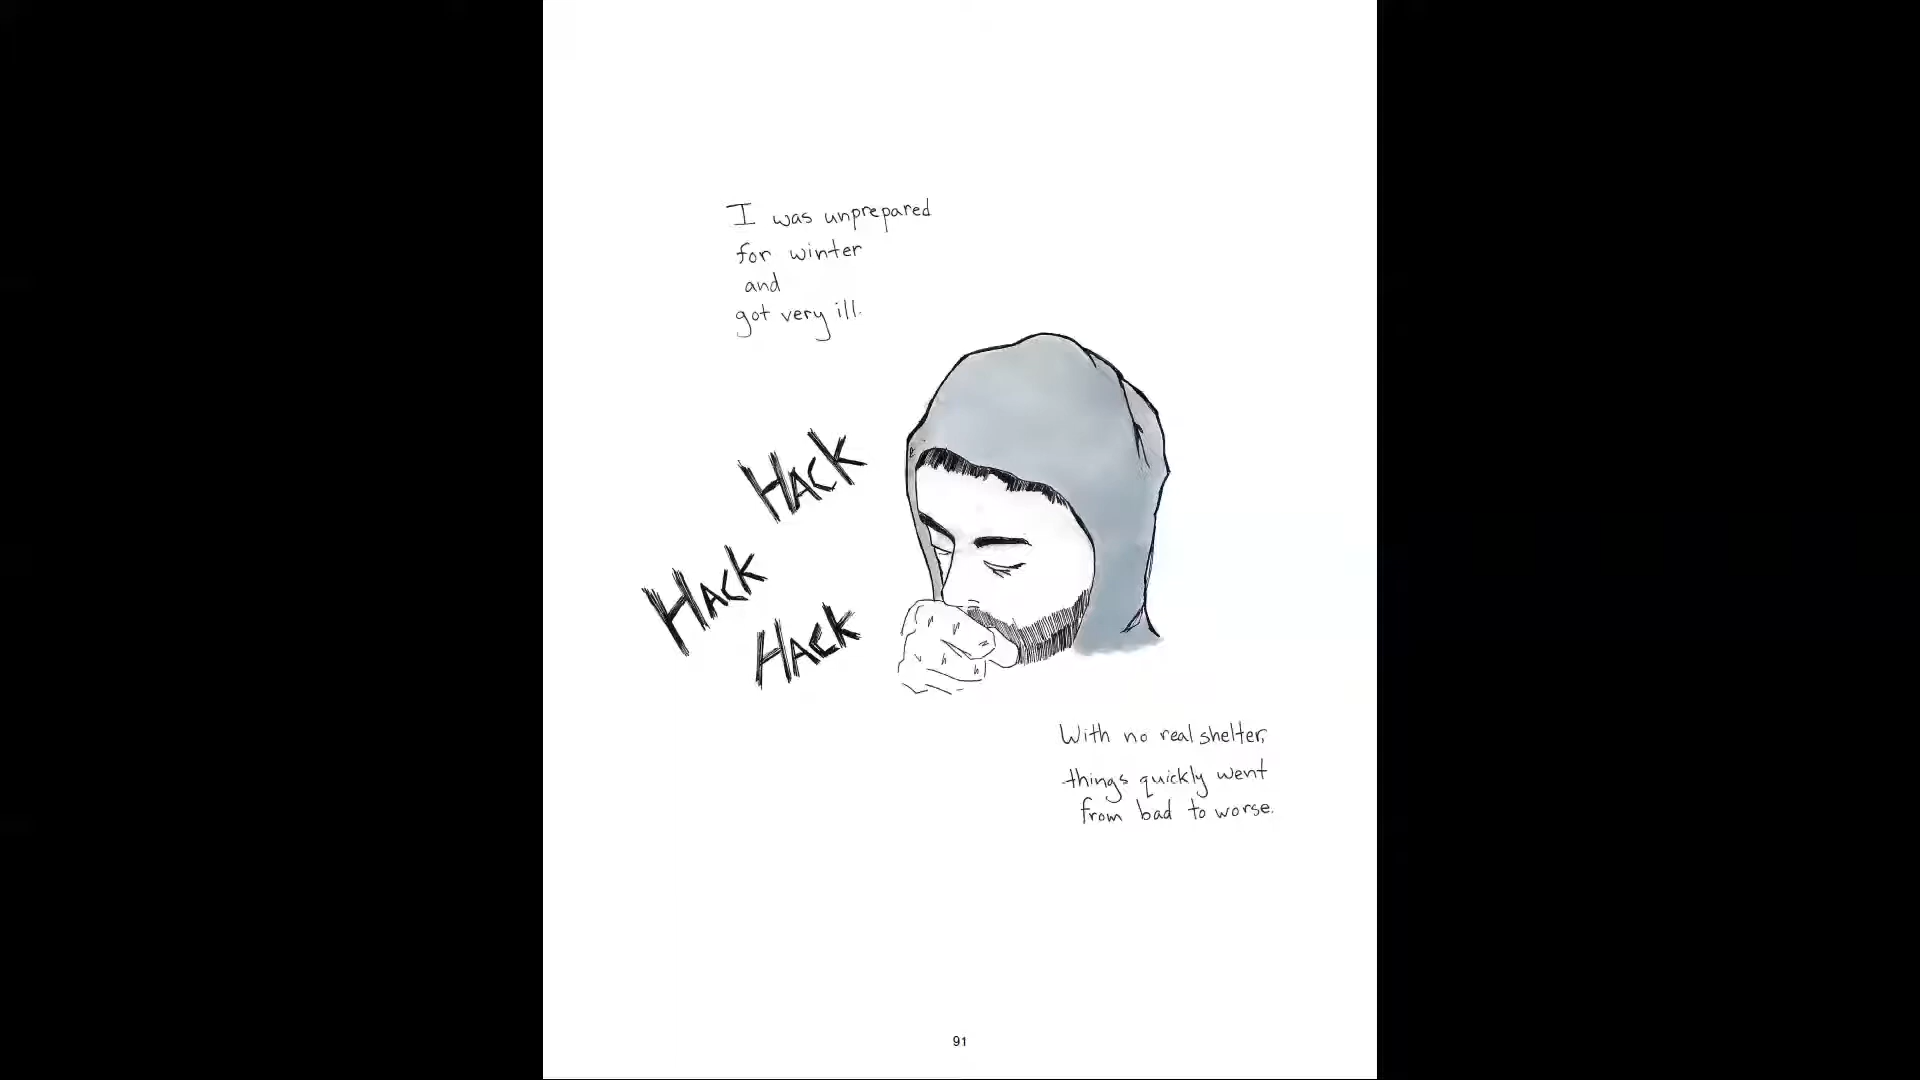 I was unprepared
for winter
and
got very ill.
HACK
HACK
HACK
With no real shelter,
things quickly went
from bad to worse.
91